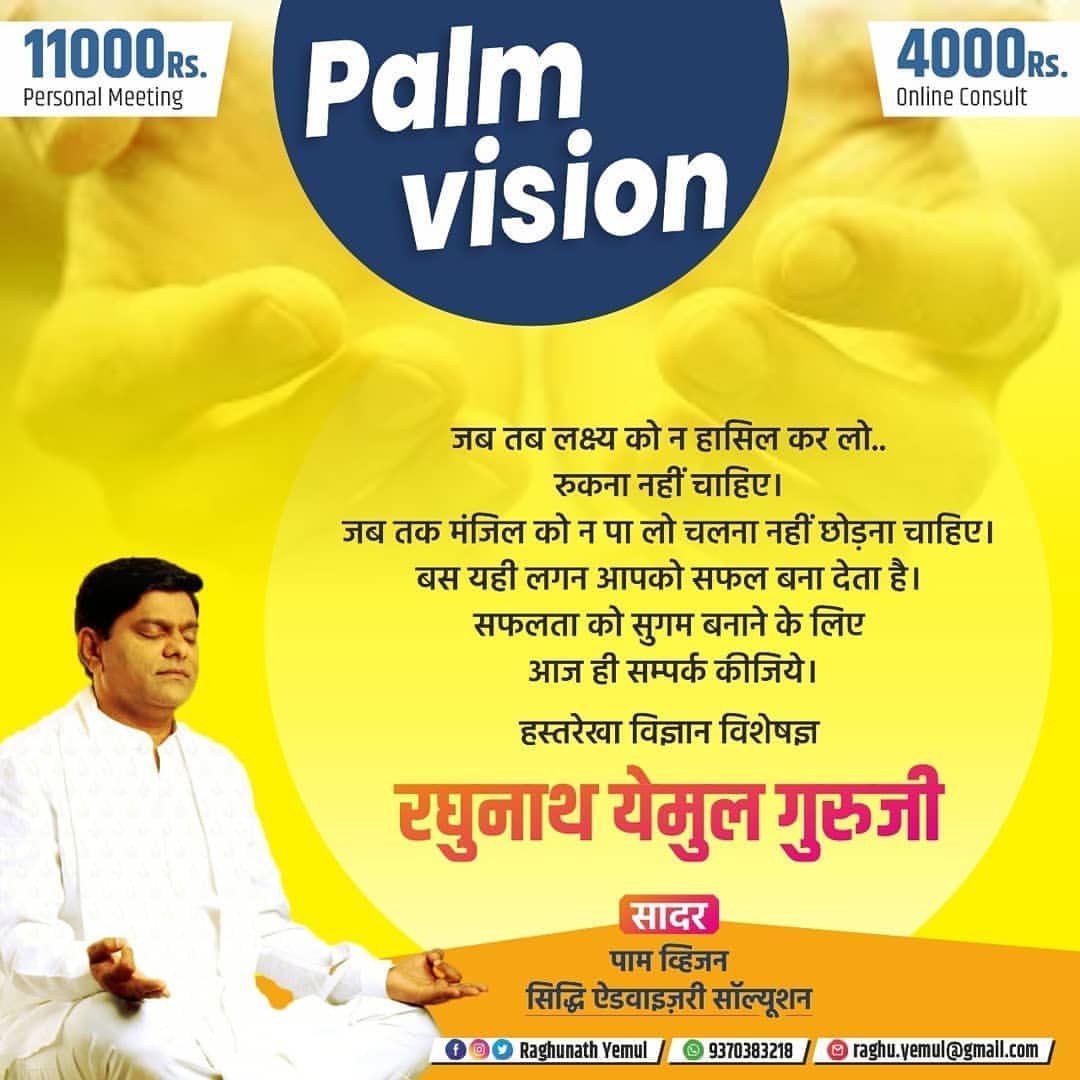 11000Rs.
Personal Meeting
4000Rs.
Online Consult
Palm
vision
जब तब लक्ष्य को न हासिल कर लो..
रुकना नहीं चाहिए।
जब तक मंजिल को न पा लो चलना नहीं छोड़ना चाहिए।
बस यही लगन आपको सफल बना देता है।
सफलता को सुगम बनाने के लिए
आज ही सम्पर्क कीजिये।
हस्तरेखा विज्ञान विशेषज्ञ
रघुनाथ येमुल गुरुजी
सादर
पाम व्हिजन
सिद्धि ऐडवाइज़री सॉल्यूशन
Raghunath Yemul / 9370383218 / raghu.yemul@gmail.com /